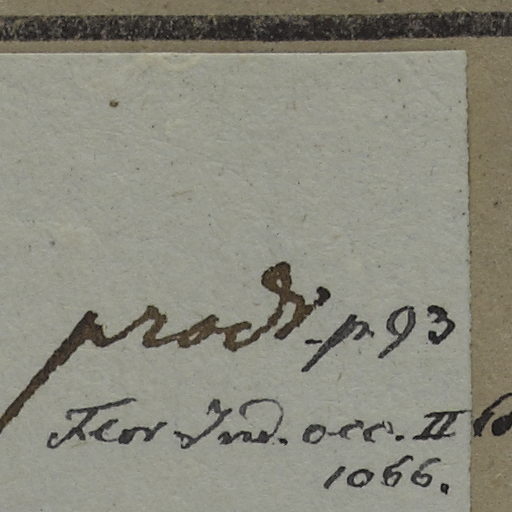 prodr. p. 93
Flor. Ind. occ. II
1066.